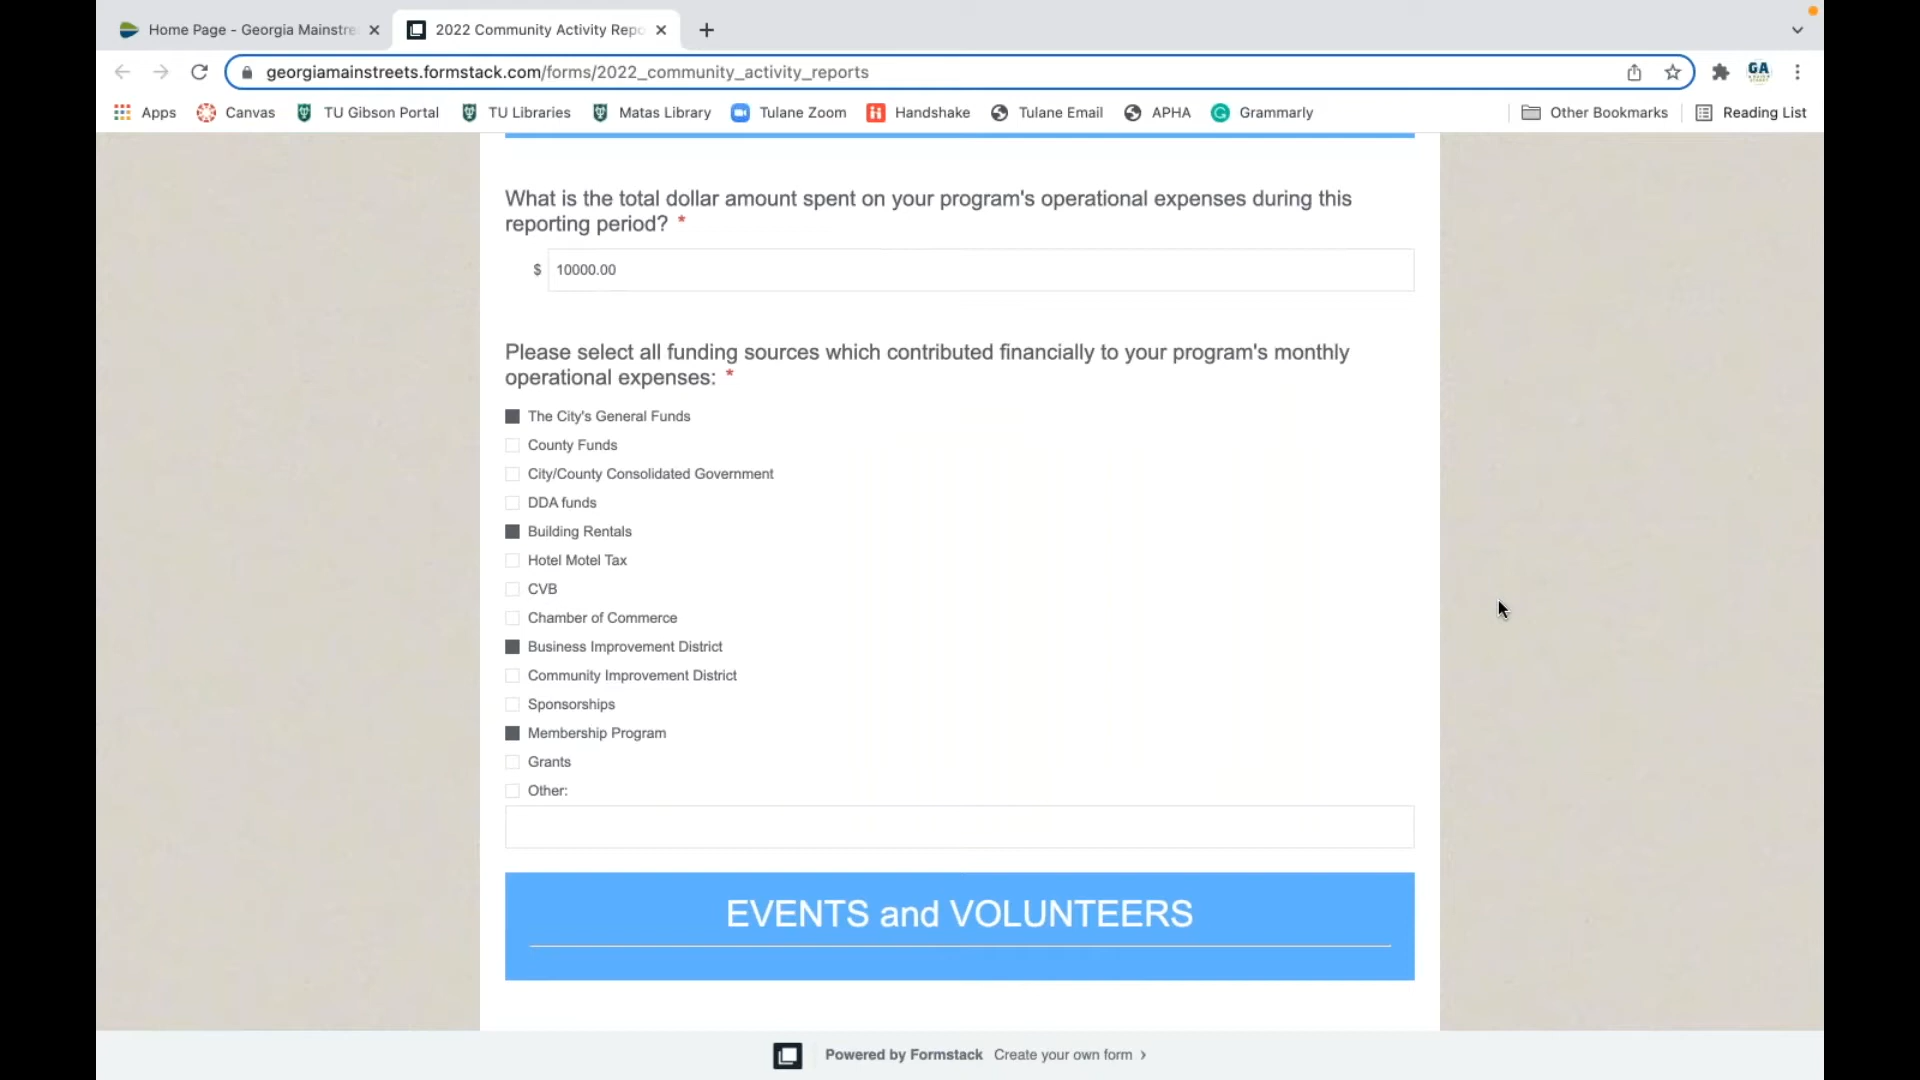 Home Page - Georgia Mainstre
2022 Community Activity Repo
georgiamainstreets.formstack.com/forms/2022_community_activity_reports
GA
Apps
Canvas
TU Gibson Portal
TU Libraries
Matas Library
Tulane Zoom
Handshake
Tulane Email
APHA
Grammarly
Other Bookmarks
Reading List
What is the total dollar amount spent on your program's operational expenses during this
reporting period? *
$ 10000.00
Please select all funding sources which contributed financially to your program's monthly
operational expenses: *
The City's General Funds
County Funds
City/County Consolidated Government
DDA funds
Building Rentals
Hotel Motel Tax
CVB
Chamber of Commerce
Business Improvement District
Community Improvement District
Sponsorships
Membership Program
Grants
Other:
EVENTS and VOLUNTEERS
Powered by Formstack Create your own form ›